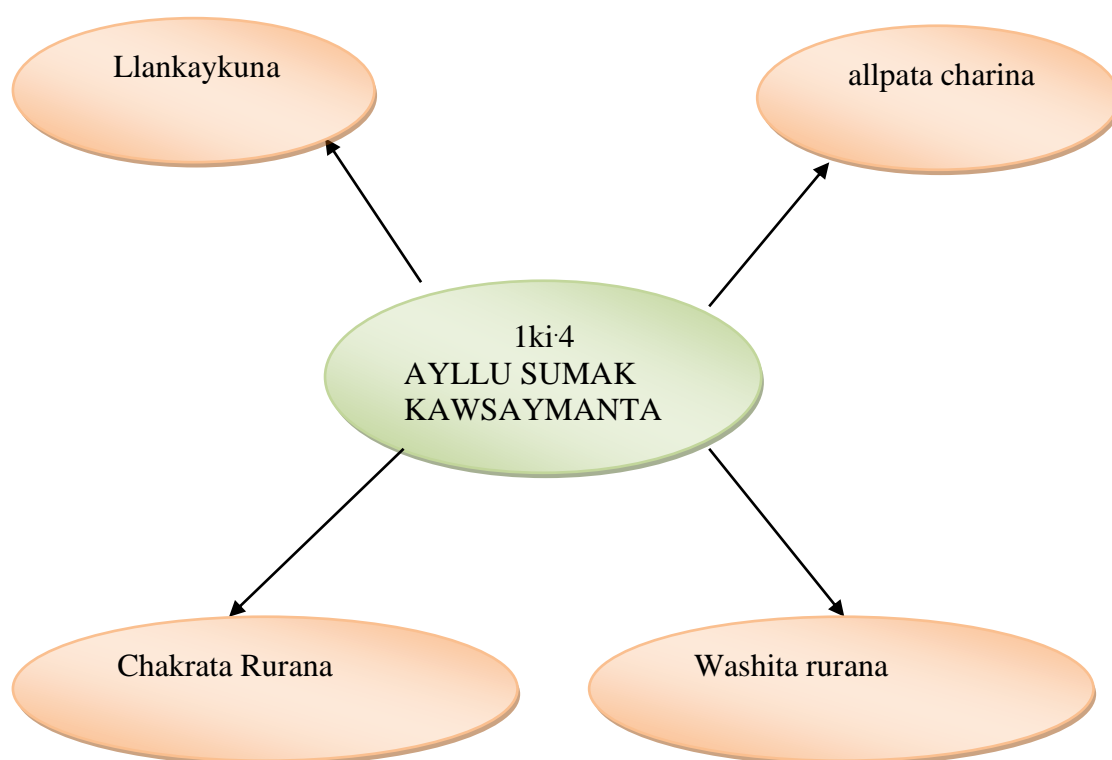 Llankaykuna
allpata charina
1ki·4
AYLLU SUMAK
KAWSAYMANTA
Chakrata Rurana
Washita rurana